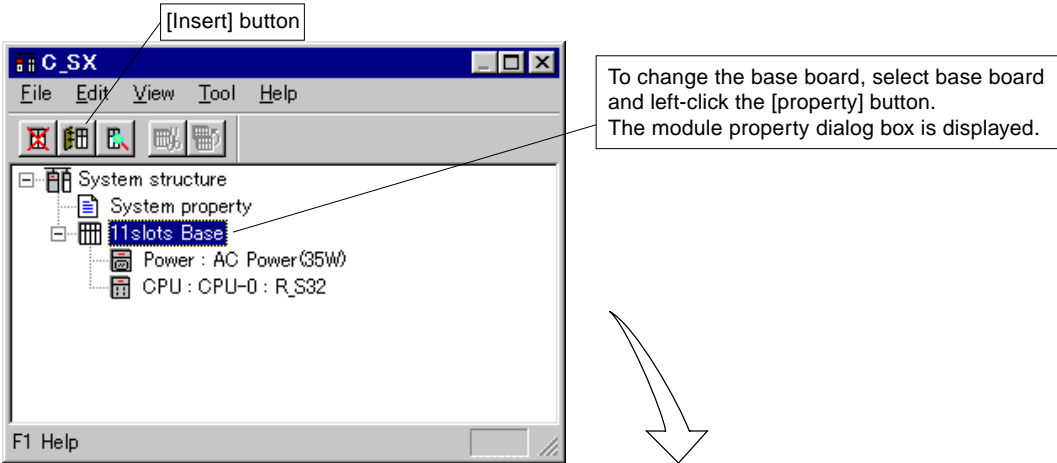 [Insert] button
C_SX
File Edit View Tool Help
To change the base board, select base board
and left-click the [property] button.
The module property dialog box is displayed.
System structure
System property
11slots Base
Power : AC Power(35W)
CPU : CPU-0 : R_S32
F1 Help